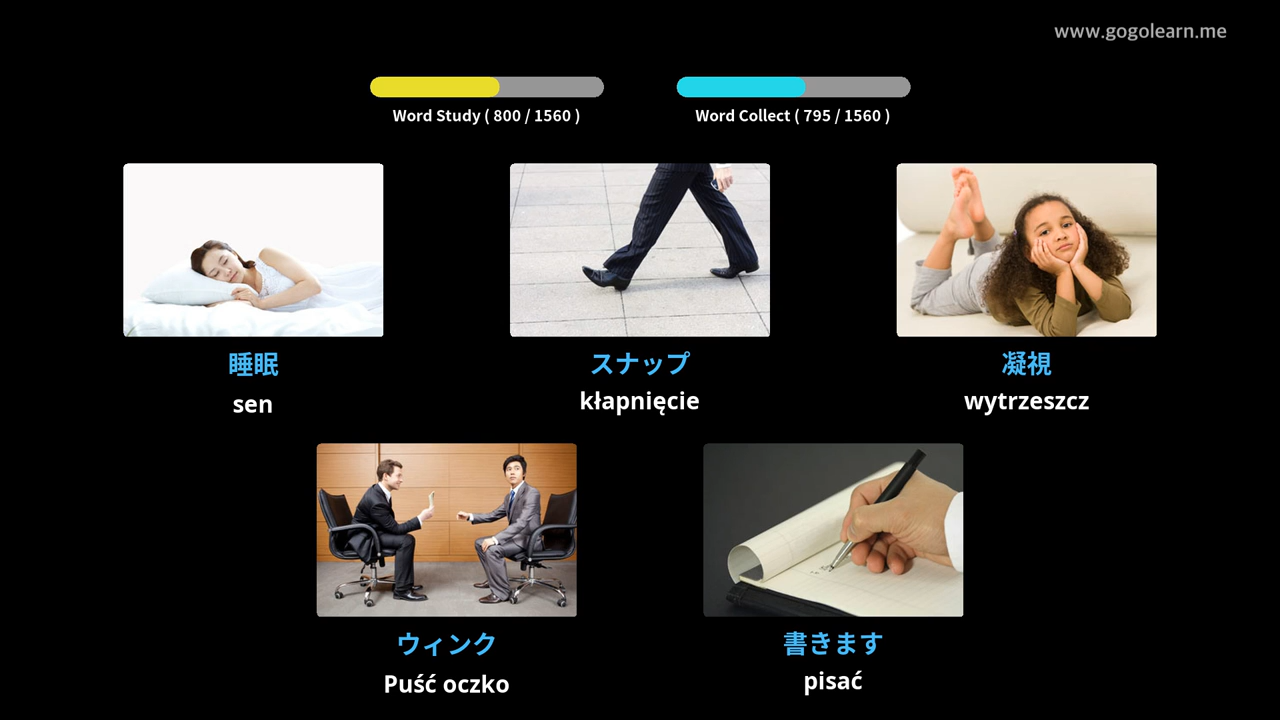 www.gogolearn.me
Word Study ( 800 / 1560 )
Word Collect ( 795 / 1560 )
睡眠
sen
スナップ
kłapnięcie
凝視
wytrzeszcz
ウィンク
Puść oczko
書きます
pisać